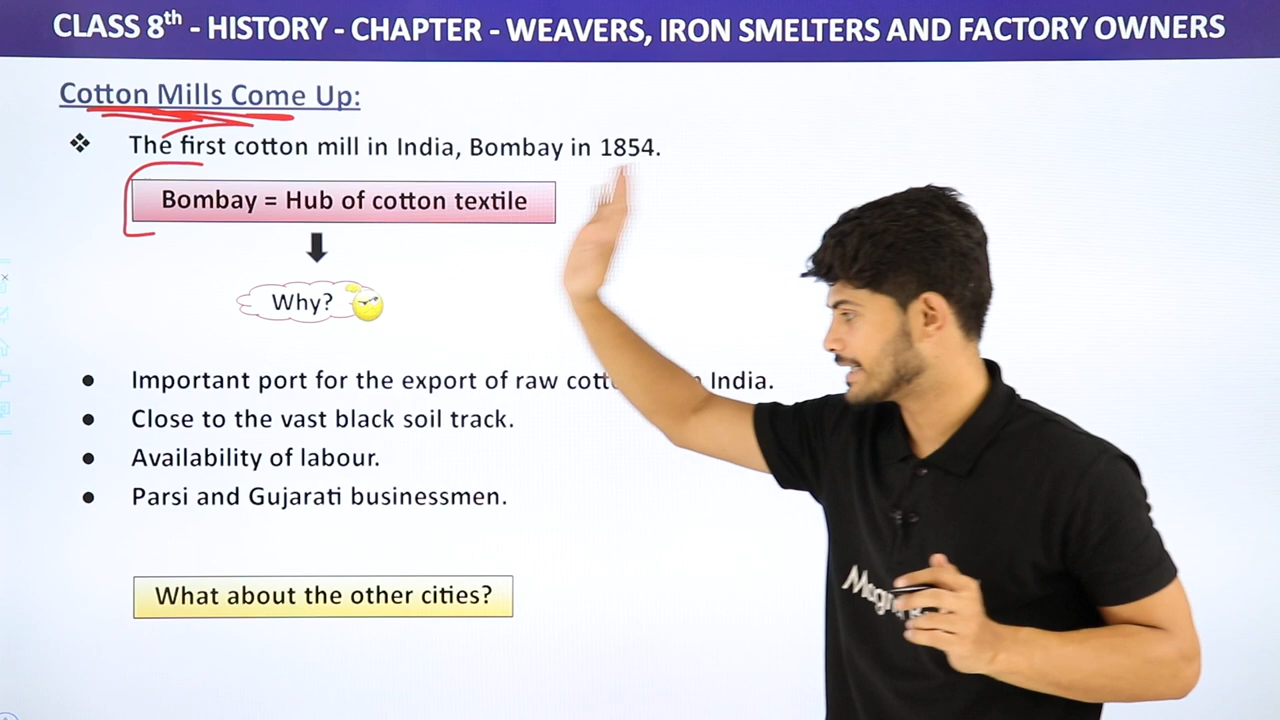 CLASS 8th - HISTORY - CHAPTER - WEAVERS, IRON SMELTERS AND FACTORY OWNERS
Cotton Mills Come Up:
❖ The first cotton mill in India, Bombay in 1854.
Bombay = Hub of cotton textile
Why?
● Important port for the export of raw India.
● Close to the vast black soil track.
● Availability of labour.
● Parsi and Gujarati businessmen.
What about the other cities?